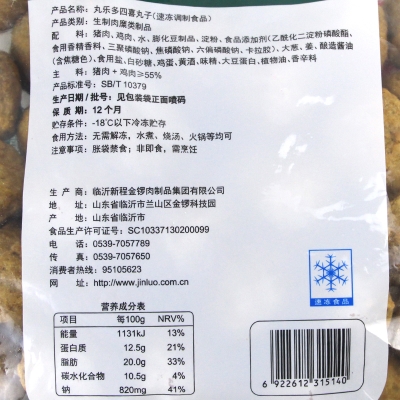 产品名称：丸乐多四喜丸子(速冻调制食品)
产品类别：生制肉糜类制品
配　　料：猪肉、鸡肉、水、膨化豆制品、淀粉、食品添加剂(乙酰化二淀粉磷酸酯、
食用香精香料、三聚磷酸钠、焦磷酸钠、六偏磷酸钠、卡拉胶)、大葱、姜、酿造酱油
(含焦糖色)、食用盐、白砂糖、鸡蛋、黄酒、味精、大豆蛋白、植物油、香辛料
主　　料：猪肉+鸡肉≥55%
产品标准号：SB/T 10379
生产日期/批号：见包装袋正面喷码
保 质 期：12个月
贮存条件：-18℃以下冷冻贮存
食用方法：无需解冻，水煮、烧汤、火锅等均可
注意事项：胀袋禁食；非即食，需烹饪
生 产 商：临沂新程金锣肉制品集团有限公司
地　　址：山东省临沂市兰山区金锣科技园
产　　地：山东省临沂市
食品生产许可证号：SC10337130200099
电　　话：0539-7057789
传　　真：0539-7057650
消费者热线：95105623
网　　址：http://www.jinluo.com.cn
速冻食品
营养成分表
项目 每100g NRV%
能量 1131kJ 13%
蛋白质 12.5g 21%
脂肪 20.0g 33%
碳水化合物 10.5g 4%
钠 820mg 41%
6 922612 315140